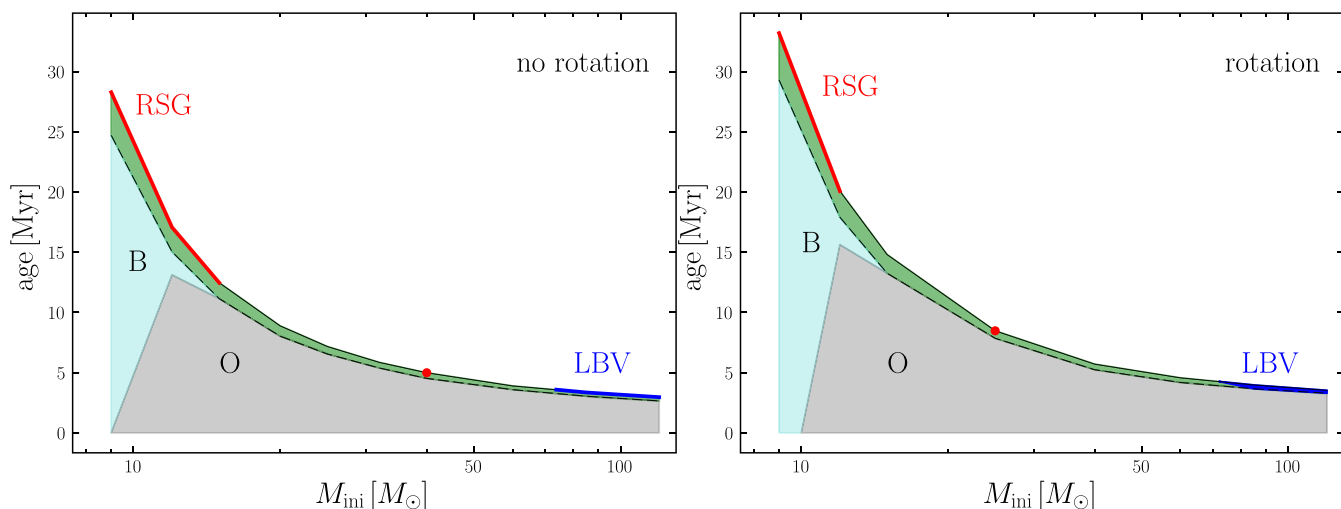 no rotation
RSG
B
O
LBV
30
25
20
15
10
5
0
age [Myr]
10
50
100
M_ini [M_⊙]
rotation
RSG
B
O
LBV
30
25
20
15
10
5
0
age [Myr]
10
50
100
M_ini [M_⊙]